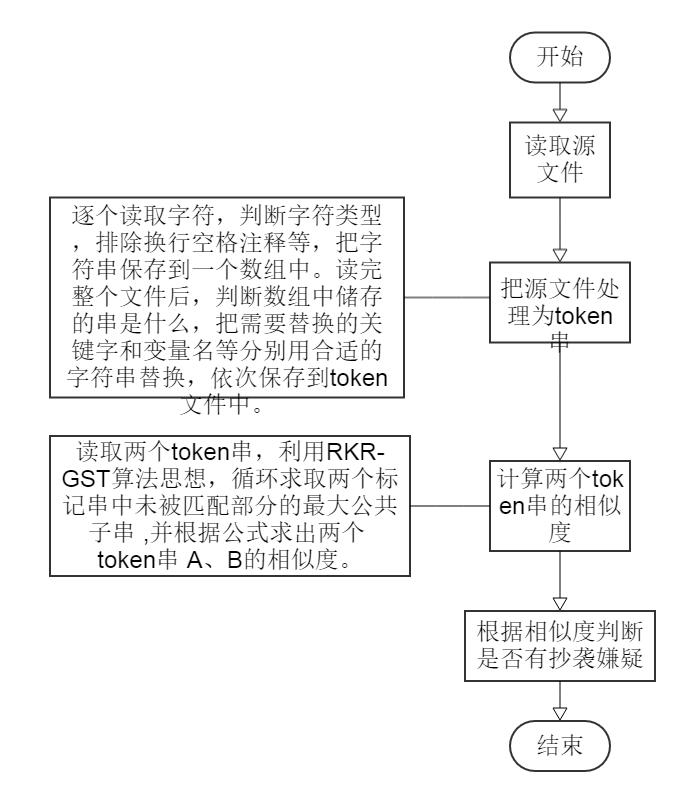 开始
读取源
文件
逐个读取字符，判断字符类型
，排除换行空格注释等，把字
符串保存到一个数组中。读完
整个文件后，判断数组中储存
的串是什么，把需要替换的关
键字和变量名等分别用合适的
字符串替换，依次保存到token
文件中。
把源文件处
理为token
串
读取两个token串，利用RKR-
GST算法思想，循环求取两个标
记串中未被匹配部分的最大公共
子串 ,并根据公式求出两个
token串 A、B的相似度。
计算两个tok
en串的相似
度
根据相似度判断
是否有抄袭嫌疑
结束